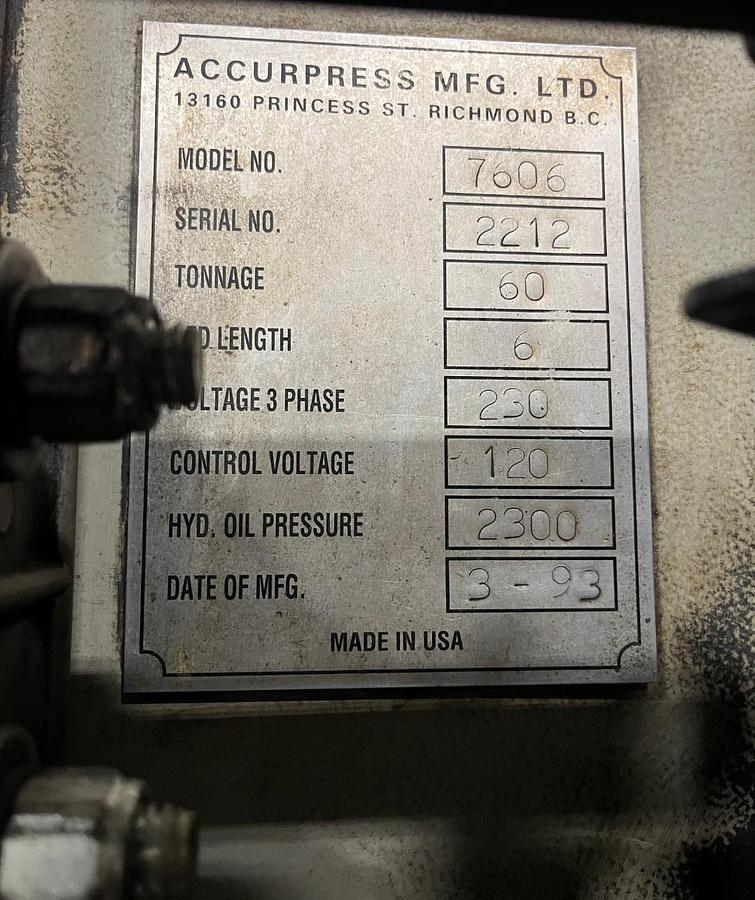 ACCURPRESS MFG. LTD.
13160 PRINCESS ST. RICHMOND B.C.
MODEL NO. 7606
SERIAL NO. 2212
TONNAGE 60
LENGTH 6
VOLTAGE 3 PHASE 230
CONTROL VOLTAGE 120
HYD. OIL PRESSURE 2300
DATE OF MFG. 3 - 93
MADE IN USA